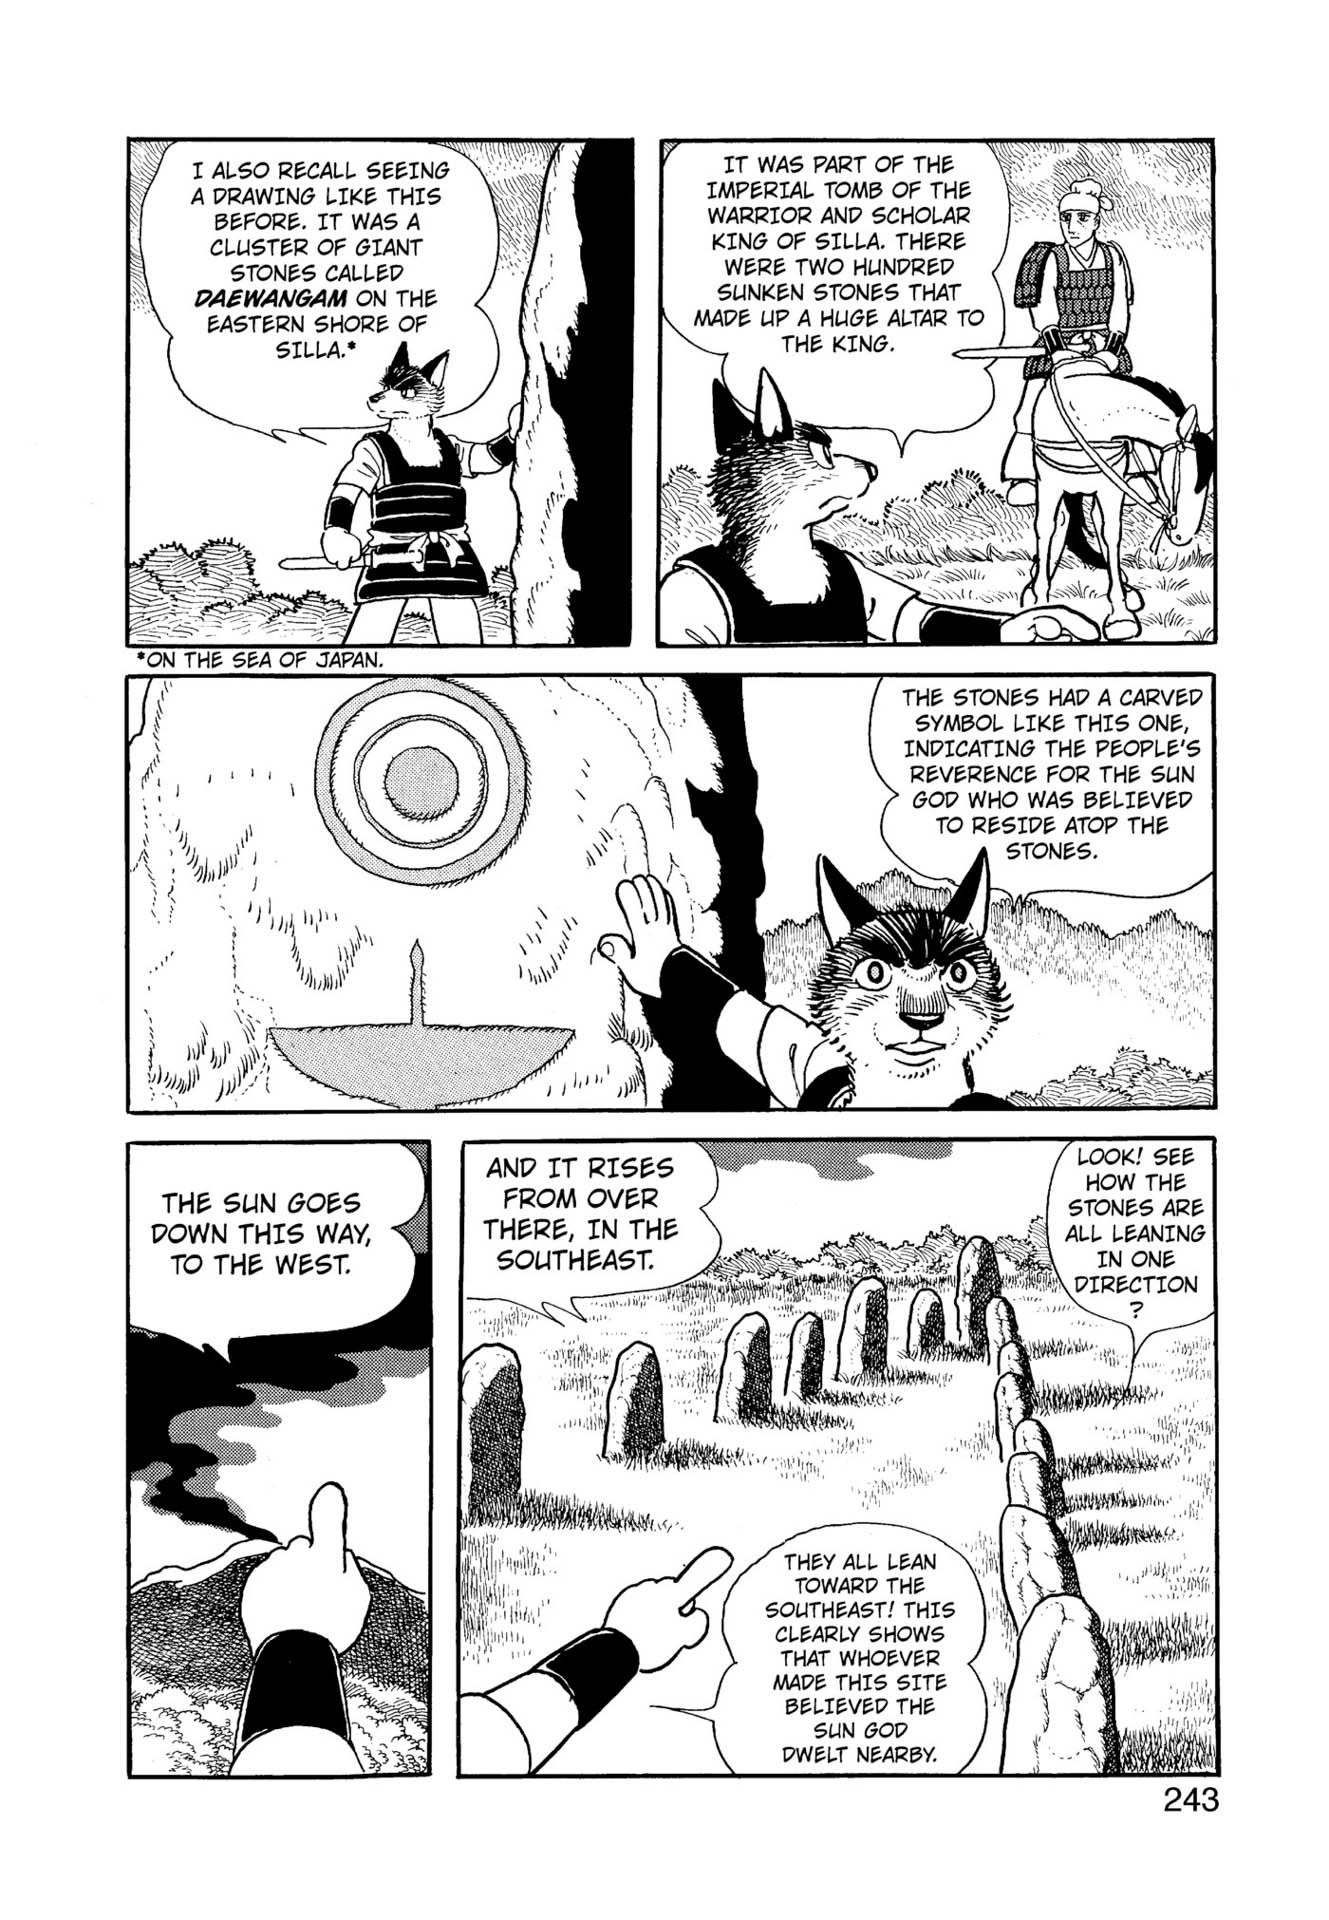 I ALSO RECALL SEEING
A DRAWING LIKE THIS
BEFORE. IT WAS A
CLUSTER OF GIANT
STONES CALLED
DAEWANGAM ON THE
EASTERN SHORE OF
SILLA.*
*ON THE SEA OF JAPAN.
IT WAS PART OF THE
IMPERIAL TOMB OF THE
WARRIOR AND SCHOLAR
KING OF SILLA. THERE
WERE TWO HUNDRED
SUNKEN STONES THAT
MADE UP A HUGE ALTAR TO
THE KING.
THE STONES HAD A CARVED
SYMBOL LIKE THIS ONE,
INDICATING THE PEOPLE'S
REVERENCE FOR THE SUN
GOD WHO WAS BELIEVED
TO RESIDE ATOP THE
STONES.
THE SUN GOES
DOWN THIS WAY,
TO THE WEST.
AND IT RISES
FROM OVER
THERE, IN THE
SOUTHEAST.
LOOK! SEE
HOW THE
STONES ARE
ALL LEANING
IN ONE
DIRECTION
?
THEY ALL LEAN
TOWARD THE
SOUTHEAST! THIS
CLEARLY SHOWS
THAT WHOEVER
MADE THIS SITE
BELIEVED THE
SUN GOD
DWELT NEARBY.
243